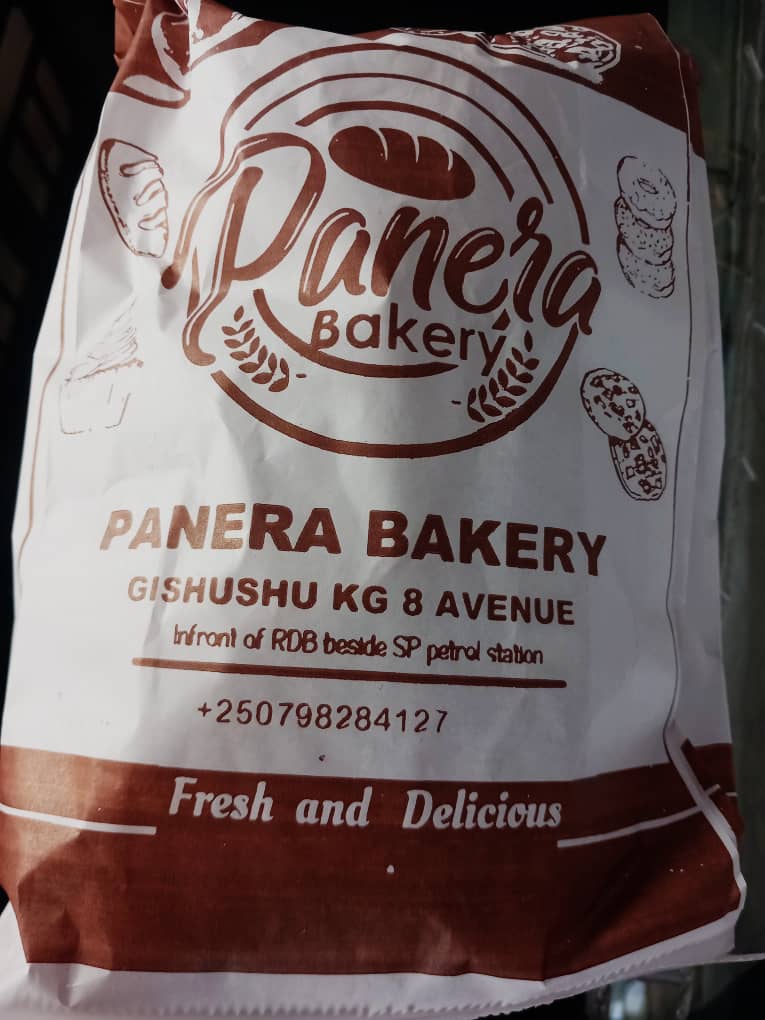 Panera
Bakery
PANERA BAKERY
GISHUSHU KG 8 AVENUE
Infront of RDB beside SP petrol station
+250798284127
Fresh and Delicious